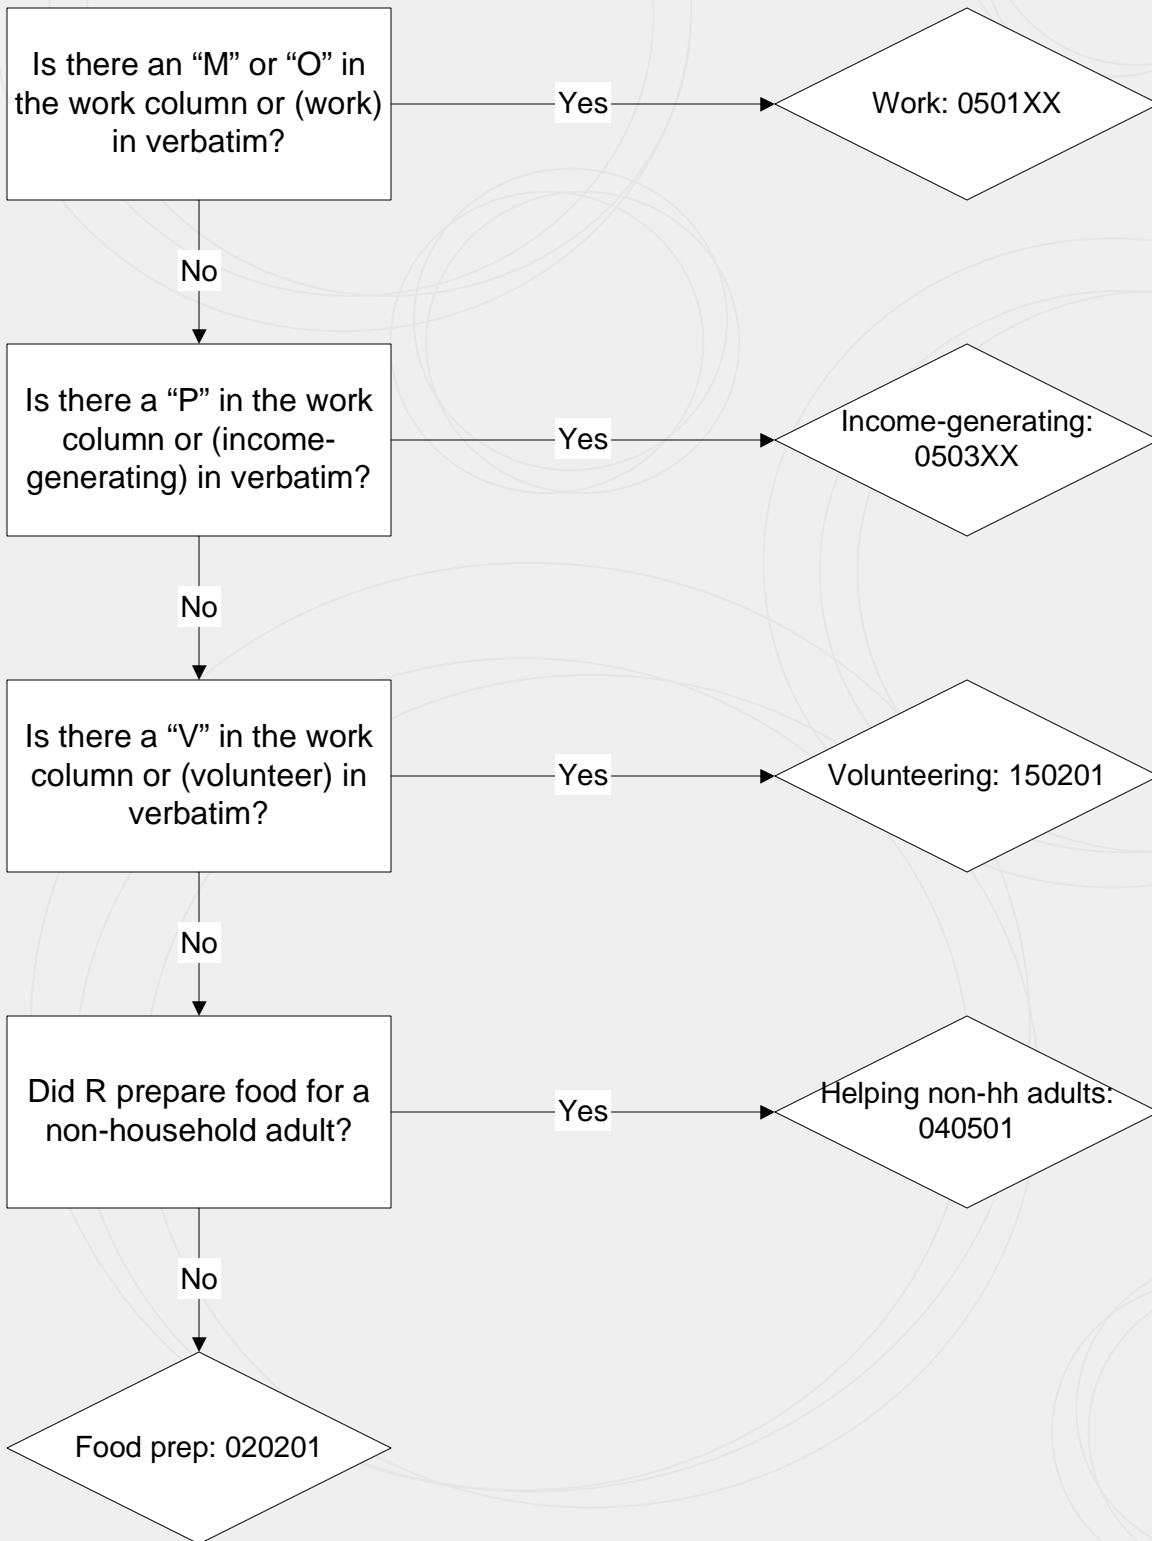 Is there an “M” or “O” in
the work column or (work)
in verbatim?
Yes
Work: 0501XX
No
Is there a “P” in the work
column or (income-
generating) in verbatim?
Yes
Income-generating:
0503XX
No
Is there a “V” in the work
column or (volunteer) in
verbatim?
Yes
Volunteering: 150201
No
Did R prepare food for a
non-household adult?
Yes
Helping non-hh adults:
040501
No
Food prep: 020201